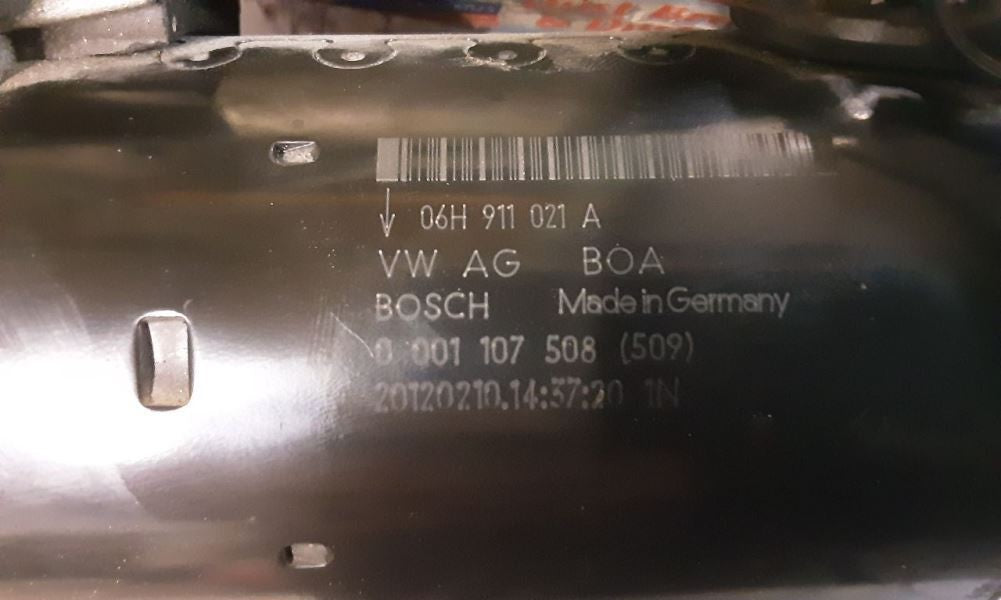 06H 911 021 A
VW AG BOA
BOSCH Made in Germany
0 001 107 508 (509)
20120210.14:37:20 1N